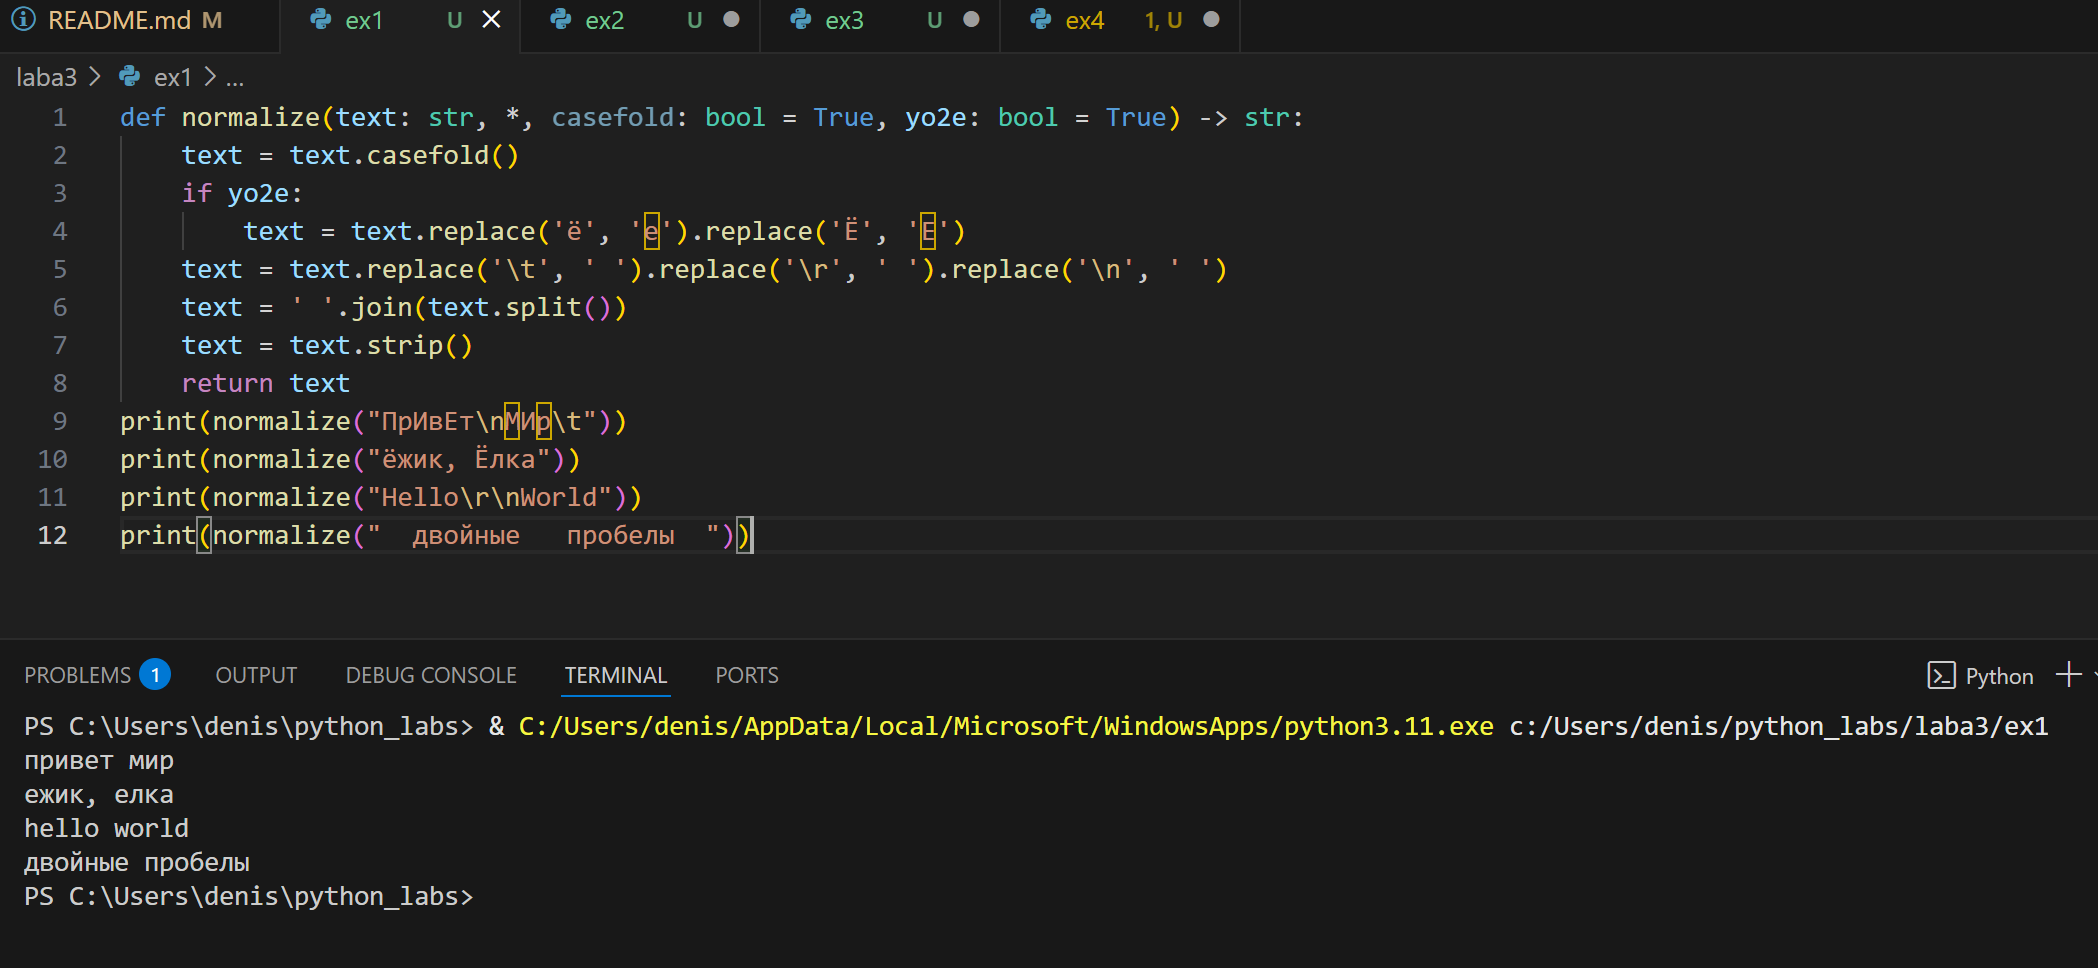 README.md M ex1 U ex2 U ex3 U ex4 1, U
laba3 > ex1 > ...
1 def normalize(text: str, *, casefold: bool = True, yo2e: bool = True) -> str:
2     text = text.casefold()
3     if yo2e:
4         text = text.replace('ё', 'е').replace('Ё', 'Е')
5     text = text.replace('\t', ' ').replace('\r', ' ').replace('\n', ' ')
6     text = ' '.join(text.split())
7     text = text.strip()
8     return text
9 print(normalize("ПрИвЕт\nМИр\t"))
10 print(normalize("ёжик, Ёлка"))
11 print(normalize("Hello\r\nWorld"))
12 print(normalize("  двойные   пробелы  "))
PROBLEMS 1 OUTPUT DEBUG CONSOLE TERMINAL PORTS Python
PS C:\Users\denis\python_labs> & C:/Users/denis/AppData/Local/Microsoft/WindowsApps/python3.11.exe c:/Users/denis/python_labs/laba3/ex1
привет мир
ежик, елка
hello world
двойные пробелы
PS C:\Users\denis\python_labs>